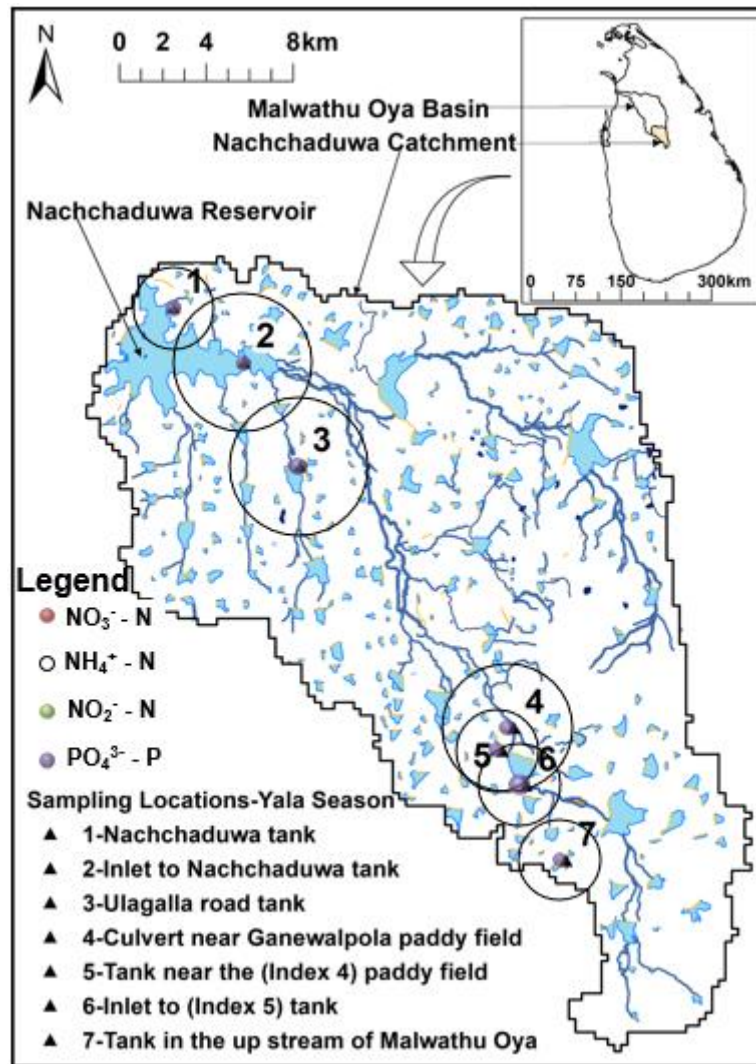 N
0 2 4 8km
Malwathu Oya Basin
Nachchaduwa Catchment
Nachchaduwa Reservoir
0 75 150 300km
1
2
3
4
5
6
7
Legend
NO₃⁻ - N
NH₄⁺ - N
NO₂⁻ - N
PO₄³⁻ - P
Sampling Locations-Yala Season
1-Nachchaduwa tank
2-Inlet to Nachchaduwa tank
3-Ulagalla road tank
4-Culvert near Ganewalpola paddy field
5-Tank near the (Index 4) paddy field
6-Inlet to (Index 5) tank
7-Tank in the up stream of Malwathu Oya